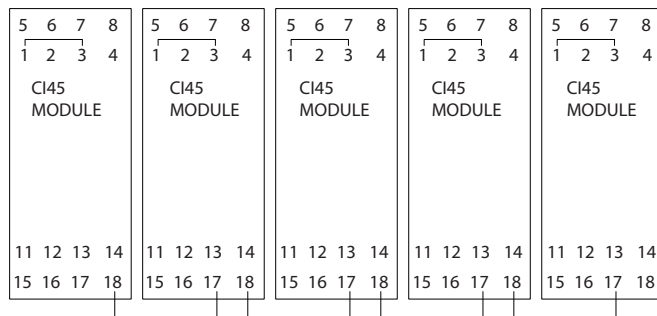 5 6 7 8 5 6 7 8 5 6 7 8 5 6 7 8 5 6 7 8
1 2 3 4 1 2 3 4 1 2 3 4 1 2 3 4 1 2 3 4
CI45 CI45 CI45 CI45 CI45
MODULE MODULE MODULE MODULE MODULE
11 12 13 14 11 12 13 14 11 12 13 14 11 12 13 14 11 12 13 14
15 16 17 18 15 16 17 18 15 16 17 18 15 16 17 18 15 16 17 18